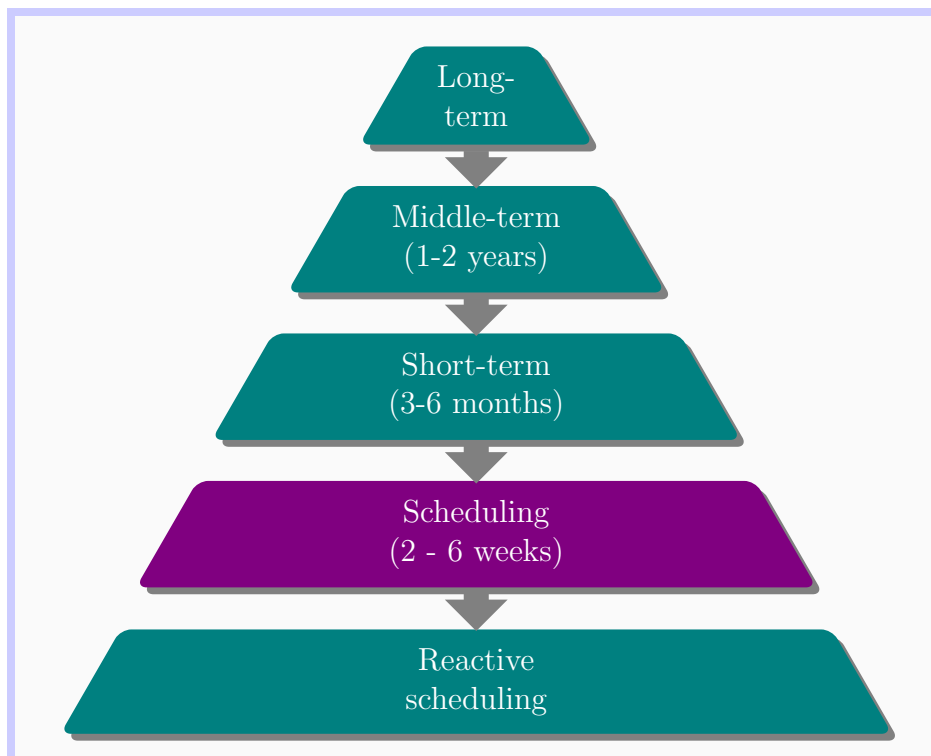 Long-
term
Middle-term
(1-2 years)
Short-term
(3-6 months)
Scheduling
(2 - 6 weeks)
Reactive
scheduling